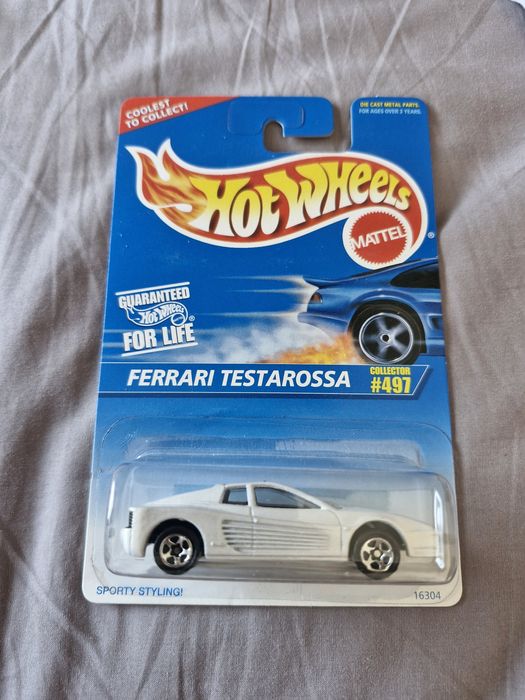 COOLEST
TO COLLECT!
DIE CAST METAL PARTS.
FOR AGES OVER 3 YEARS.
HOT WHEELS
®
MATTEL
GUARANTEED
Hot Wheels
®
FOR LIFE
FERRARI TESTAROSSA
COLLECTOR
#497
SPORTY STYLING!
16304